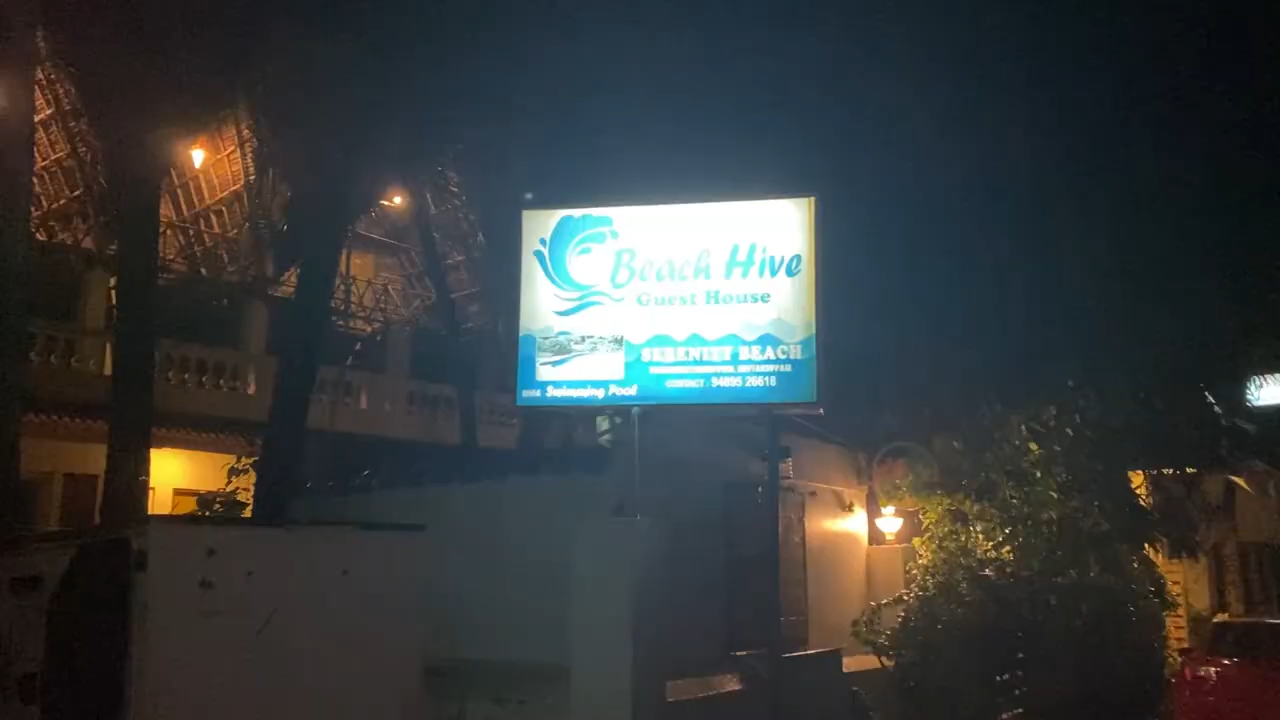 Beach Hive
Guest House
SERENITY BEACH
CONTACT : 94895 26618
Swimming Pool